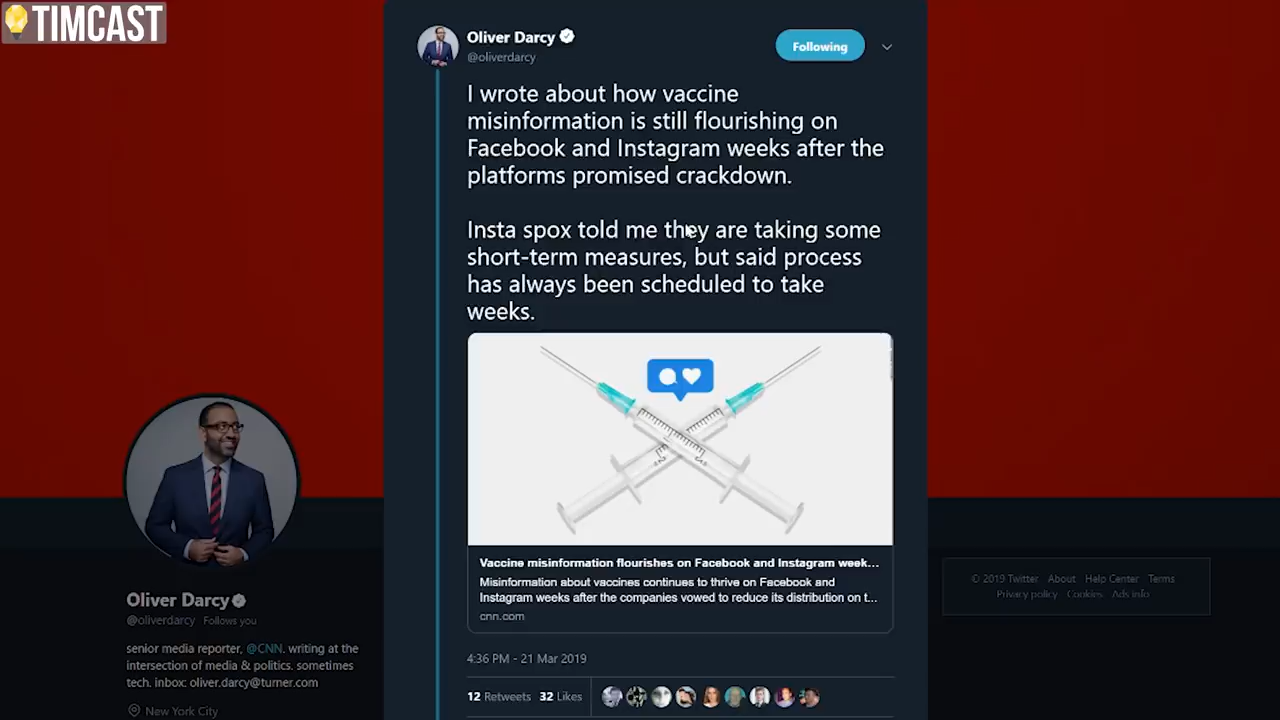 TIMCAST
Oliver Darcy
@oliverdarcy
Following
I wrote about how vaccine
misinformation is still flourishing on
Facebook and Instagram weeks after the
platforms promised crackdown.
Insta spox told me they are taking some
short-term measures, but said process
has always been scheduled to take
weeks.
Vaccine misinformation flourishes on Facebook and Instagram week...
Misinformation about vaccines continues to thrive on Facebook and
Instagram weeks after the companies vowed to reduce its distribution on t...
cnn.com
4:36 PM - 21 Mar 2019
12 Retweets 32 Likes
Oliver Darcy
@oliverdarcy Follows you
senior media reporter, @CNN. writing at the
intersection of media & politics. sometimes
tech. inbox: oliver.darcy@turner.com
New York City
© 2019 Twitter About Help Center Terms
Privacy policy Cookies Ads info